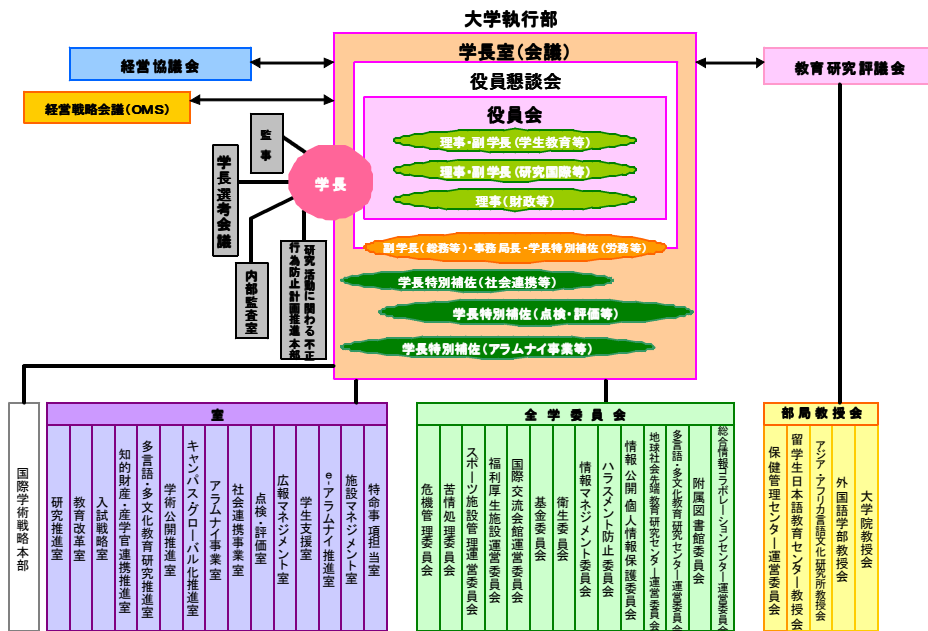 大学執行部
学長室(会議)
経営協議会
役員懇談会
教育研究評議会
経営戦略会議(OMS)
役員会
監事
理事・副学長(学生教育等)
学長選考会議
学長
理事・副学長(研究国際等)
理事(財政等)
内部監査室
研究活動に関わる不正
行為防止計画推進本部
副学長(総務等)・事務局長・学長特別補佐(労務等)
学長特別補佐(社会連携等)
学長特別補佐(点検・評価等)
学長特別補佐(アラムナイ事業等)
国際学術戦略本部
室
研究推進室
教育改革室
入試戦略室
知的財産・産学官連携推進室
多言語・多文化教育研究推進室
学術公開推進室
キャンパス・グローバル化推進室
アラムナイ事業室
社会連携事業室
点検・評価室
広報マネジメント室
学生支援室
e-アラムナイ推進室
施設マネジメント室
特命事項担当室
全学委員会
危機管理委員会
苦情処理委員会
スポーツ施設管理運営委員会
福利厚生施設運営委員会
国際交流会館運営委員会
基金委員会
衛生委員会
情報マネジメント委員会
ハラスメント防止委員会
情報公開・個人情報保護委員会
地球社会先端教育研究センター運営委員会
多言語・多文化教育研究センター運営委員会
附属図書館委員会
総合情報コラボレーションセンター運営委員会
部局教授会
保健管理センター運営委員会
留学生日本語教育センター教授会
アジア・アフリカ言語文化研究所教授会
外国語学部教授会
大学院教授会